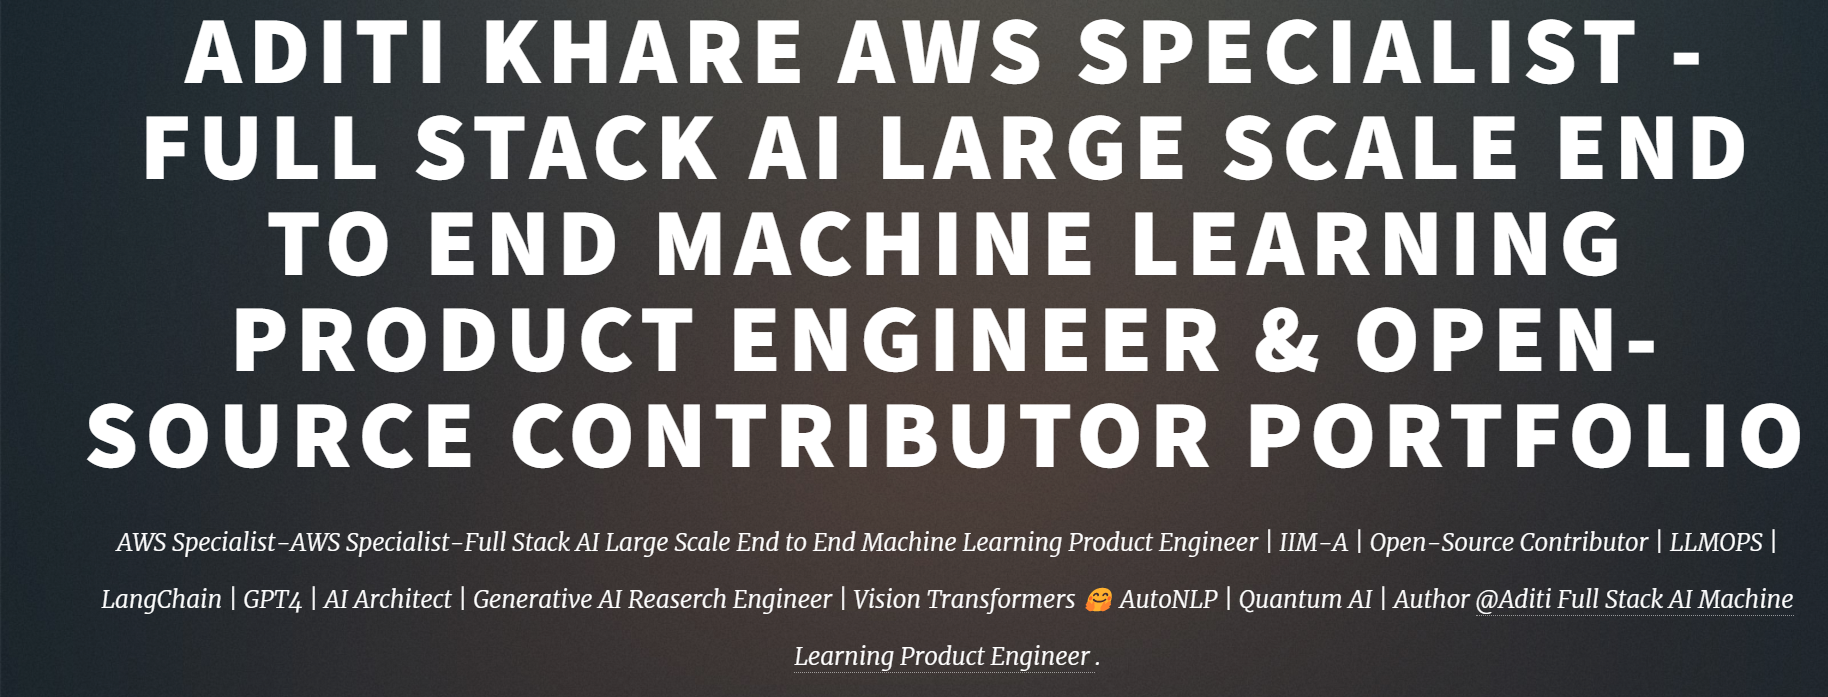 ADITI KHARE AWS SPECIALIST -
FULL STACK AI LARGE SCALE END
TO END MACHINE LEARNING
PRODUCT ENGINEER & OPEN-
SOURCE CONTRIBUTOR PORTFOLIO
AWS Specialist-AWS Specialist-Full Stack AI Large Scale End to End Machine Learning Product Engineer | IIM-A | Open-Source Contributor | LLMOPS |
LangChain | GPT4 | AI Architect | Generative AI Reaserch Engineer | Vision Transformers 🤗 AutoNLP | Quantum AI | Author @Aditi Full Stack AI Machine
Learning Product Engineer .